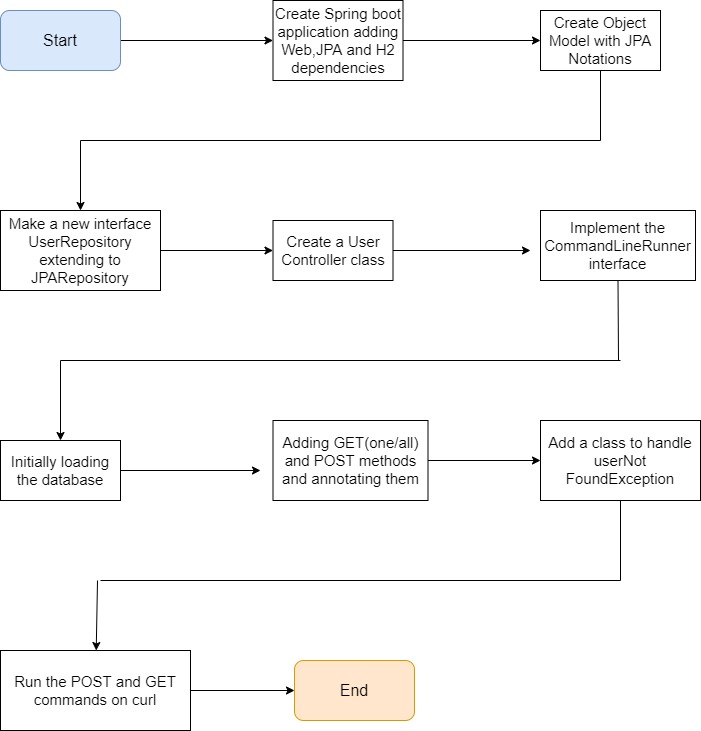 Start
Create Spring boot
application adding
Web,JPA and H2
dependencies
Create Object
Model with JPA
Notations
Make a new interface
UserRepository
extending to
JPARepository
Create a User
Controller class
Implement the
CommandLineRunner
interface
Initially loading
the database
Adding GET(one/all)
and POST methods
and annotating them
Add a class to handle
userNot
FoundException
Run the POST and GET
commands on curl
End